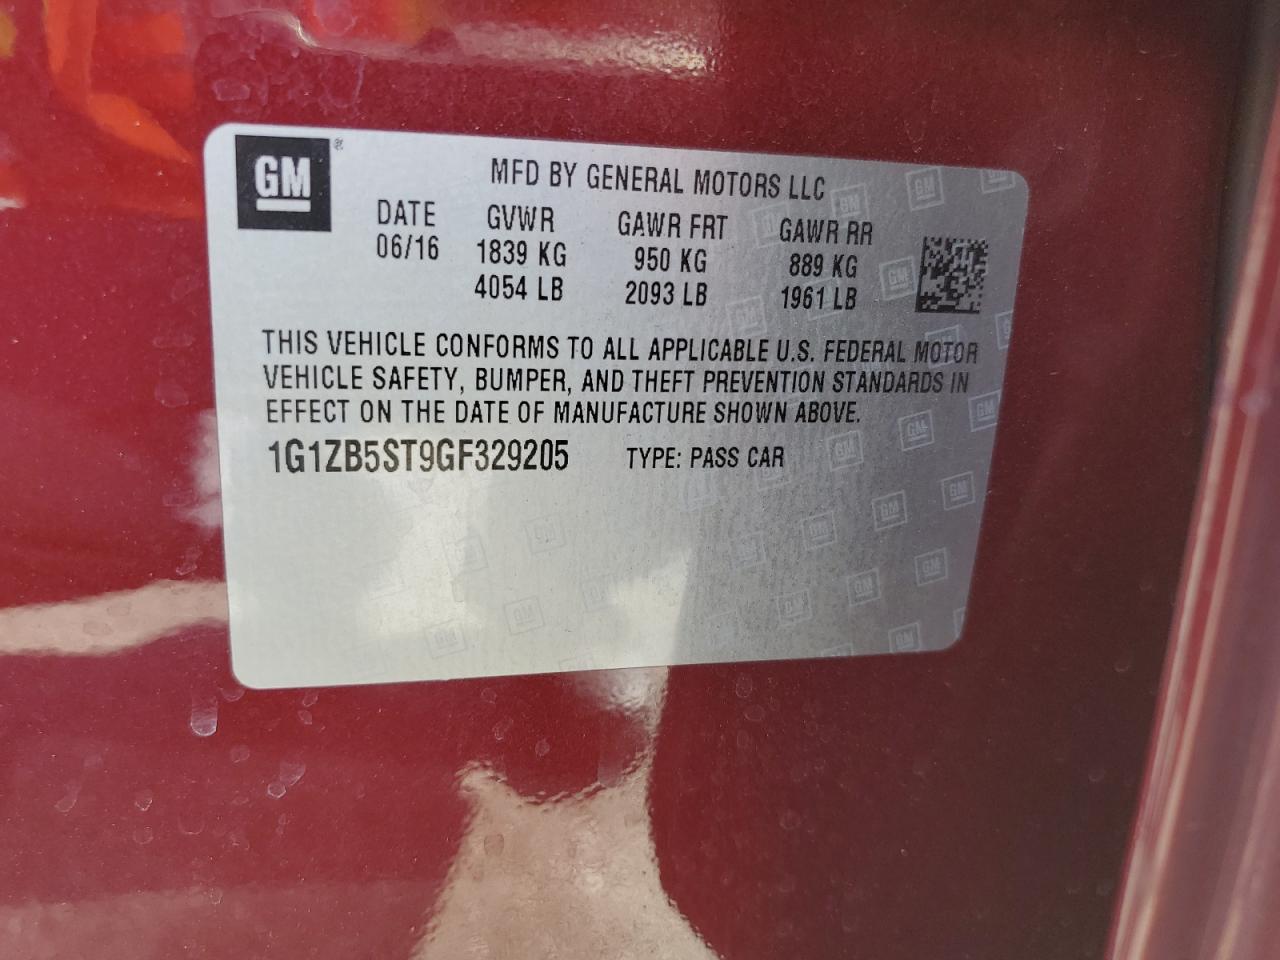 GM
MFD BY GENERAL MOTORS LLC
DATE GVWR GAWR FRT GAWR RR
06/16 1839 KG 950 KG 889 KG
4054 LB 2093 LB 1961 LB
THIS VEHICLE CONFORMS TO ALL APPLICABLE U.S. FEDERAL MOTOR
VEHICLE SAFETY, BUMPER, AND THEFT PREVENTION STANDARDS IN
EFFECT ON THE DATE OF MANUFACTURE SHOWN ABOVE.
1G1ZB5ST9GF329205 TYPE: PASS CAR